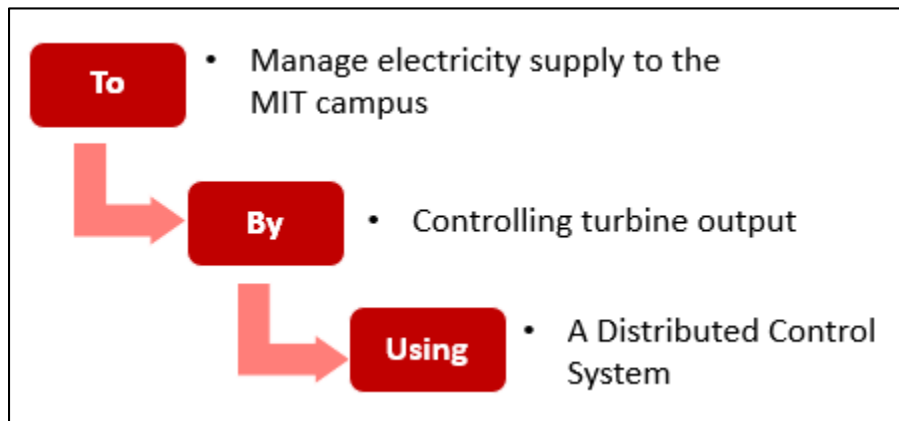 To
• Manage electricity supply to the
MIT campus
By
• Controlling turbine output
Using
• A Distributed Control
System